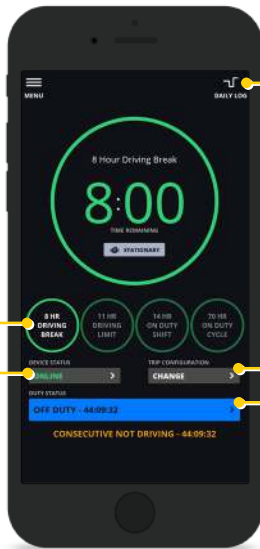 MENU
DAILY LOG
8 Hour Driving Break
8:00
TIME REMAINING
STATIONARY
8 HR
DRIVING
BREAK
11 HR
DRIVING
LIMIT
14 HR
ON DUTY
SHIFT
70 HR
ON DUTY
CYCLE
DEVICE STATUS
TRIP CONFIGURATION
ONLINE >
CHANGE >
DUTY STATUS
OFF DUTY - 44:09:32 >
CONSECUTIVE NOT DRIVING - 44:09:32